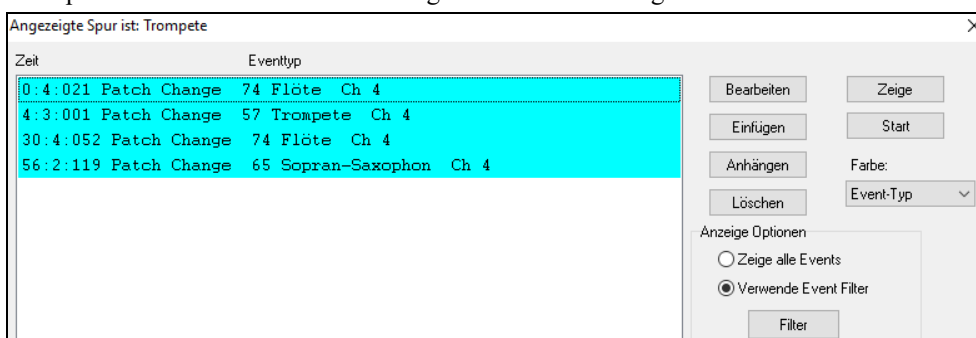 Angezeigte Spur ist: Trompete
Zeit Eventtyp
0:4:021 Patch Change 74 Flöte Ch 4
4:3:001 Patch Change 57 Trompete Ch 4
30:4:052 Patch Change 74 Flöte Ch 4
56:2:119 Patch Change 65 Sopran-Saxophon Ch 4
Bearbeiten Zeige
Einfügen Start
Anhängen Farbe:
Löschen Event-Typ
Anzeige Optionen
Zeige alle Events
Verwende Event Filter
Filter